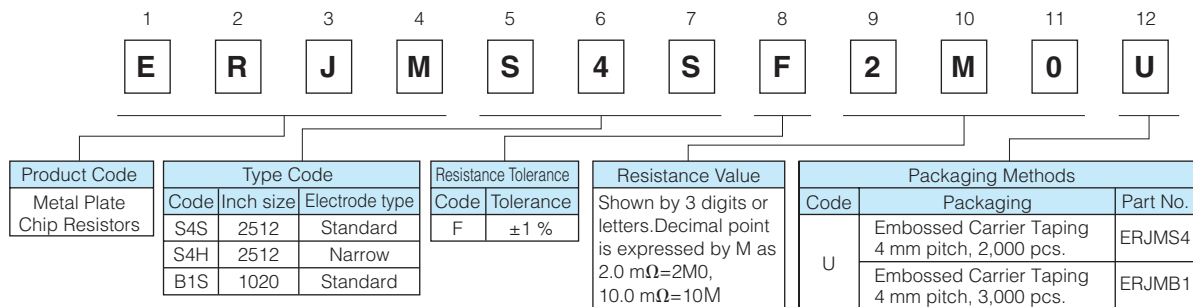 1 2 3 4 5 6 7 8 9 10 11 12
E R J M S 4 S F 2 M 0 U
Product Code
Metal Plate
Chip Resistors
Type Code
Code Inch size Electrode type
S4S 2512 Standard
S4H 2512 Narrow
B1S 1020 Standard
Resistance Tolerance
Code Tolerance
F ±1 %
Resistance Value
Shown by 3 digits or
letters.Decimal point
is expressed by M as
2.0 mΩ=2M0,
10.0 mΩ=10M
Packaging Methods
Code Packaging Part No.
U
Embossed Carrier Taping
4 mm pitch, 2,000 pcs.
ERJMS4
Embossed Carrier Taping
4 mm pitch, 3,000 pcs.
ERJMB1